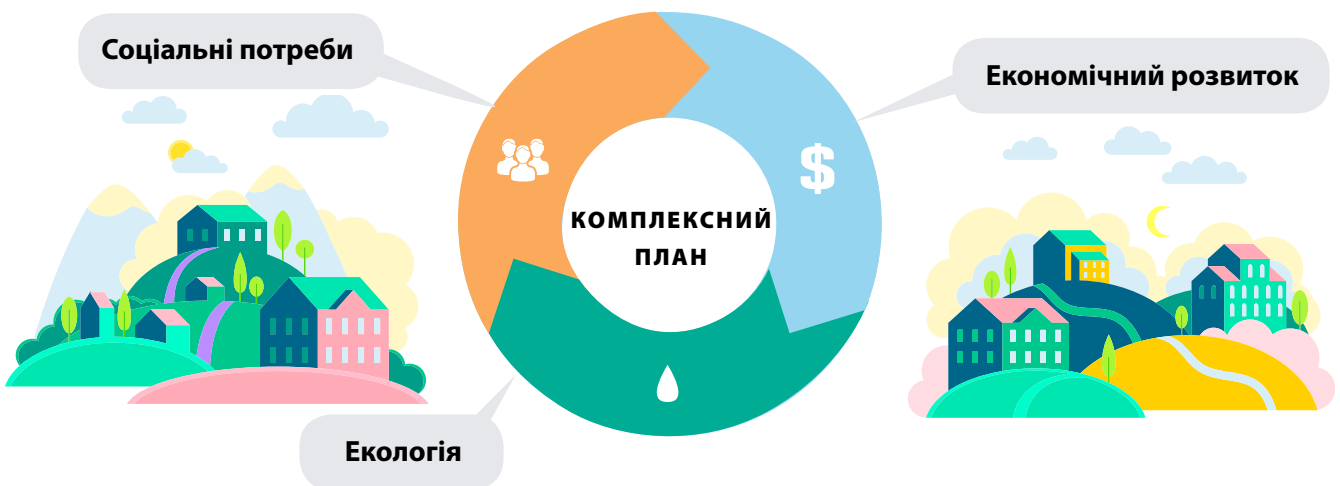 Соціальні потреби
Економічний розвиток
$
КОМПЛЕКСНИЙ
ПЛАН
Екологія